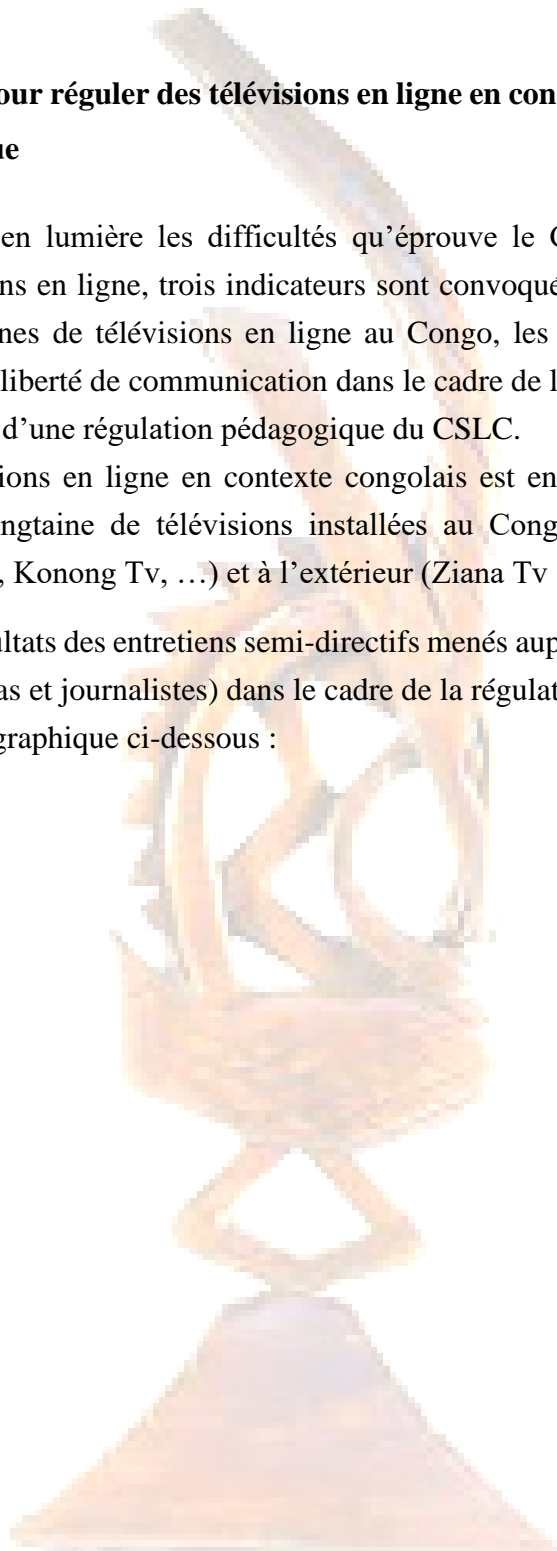 our réguler des télévisions en ligne en con
ue
en lumière les difficultés qu’éprouve le
ns en ligne, trois indicateurs sont convoqué
nes de télévisions en ligne au Congo, les
liberté de communication dans le cadre de l
d’une régulation pédagogique du CSLC.
ions en ligne en contexte congolais est en
ngtaine de télévisions installées au Cong
, Konong Tv, …) et à l’extérieur (Ziana Tv
ultats des entretiens semi-directifs menés aup
as et journalistes) dans le cadre de la régulat
graphique ci-dessous :